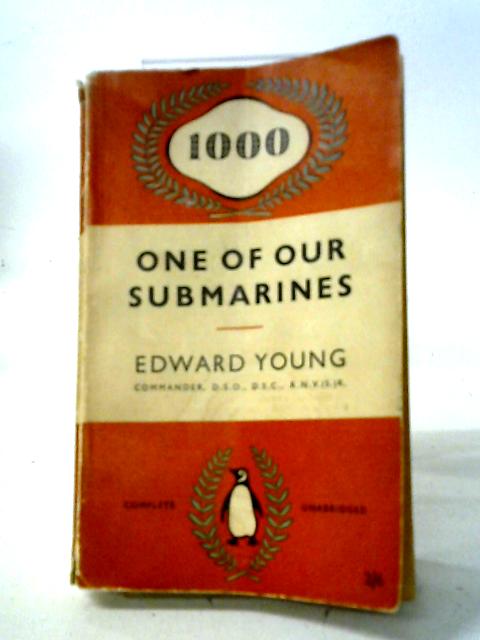 1000
ONE OF OUR
SUBMARINES
EDWARD YOUNG
COMMANDER, D.S.O., D.S.C., R.N.V.(S.)R.
COMPLETE UNABRIDGED